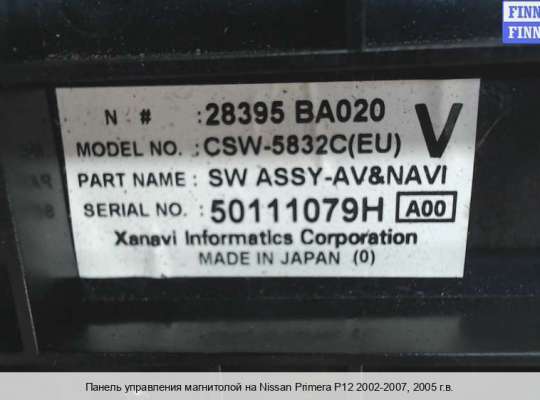 FINN
FINN
N # : 28395 BA020
V
MODEL NO. : CSW-5832C(EU)
PART NAME : SW ASSY-AV&NAVI
SERIAL NO. : 50111079H A00
Xanavi Informatics Corporation
MADE IN JAPAN (0)
Панель управления магнитолой на Nissan Primera P12 2002-2007, 2005 г.в.